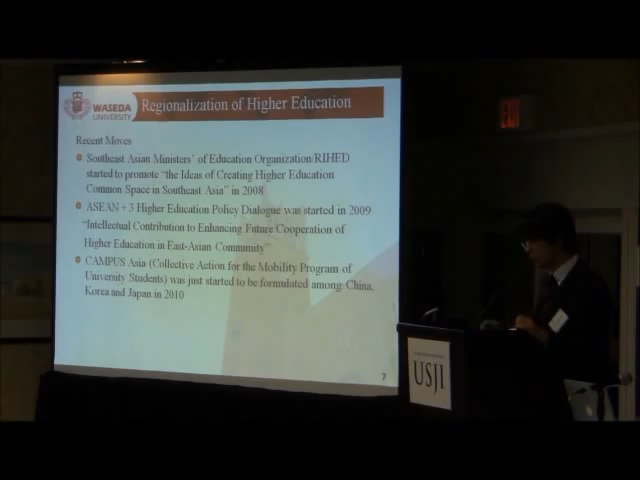 WASEDA
UNIVERSITY
Regionalization of Higher Education
Recent Moves
Southeast Asian Ministers' of Education Organization/RIHED
started to promote "the Ideas of Creating Higher Education
Common Space in Southeast Asia" in 2008
ASEAN + 3 Higher Education Policy Dialogue was started in 2009
"Intellectual Contribution to Enhancing Future Cooperation of
Higher Education in East-Asian Community"
CAMPUS Asia (Collective Action for the Mobility Program of
University Students) was just started to be formulated among China,
Korea and Japan in 2010
7
USJI
EXIT